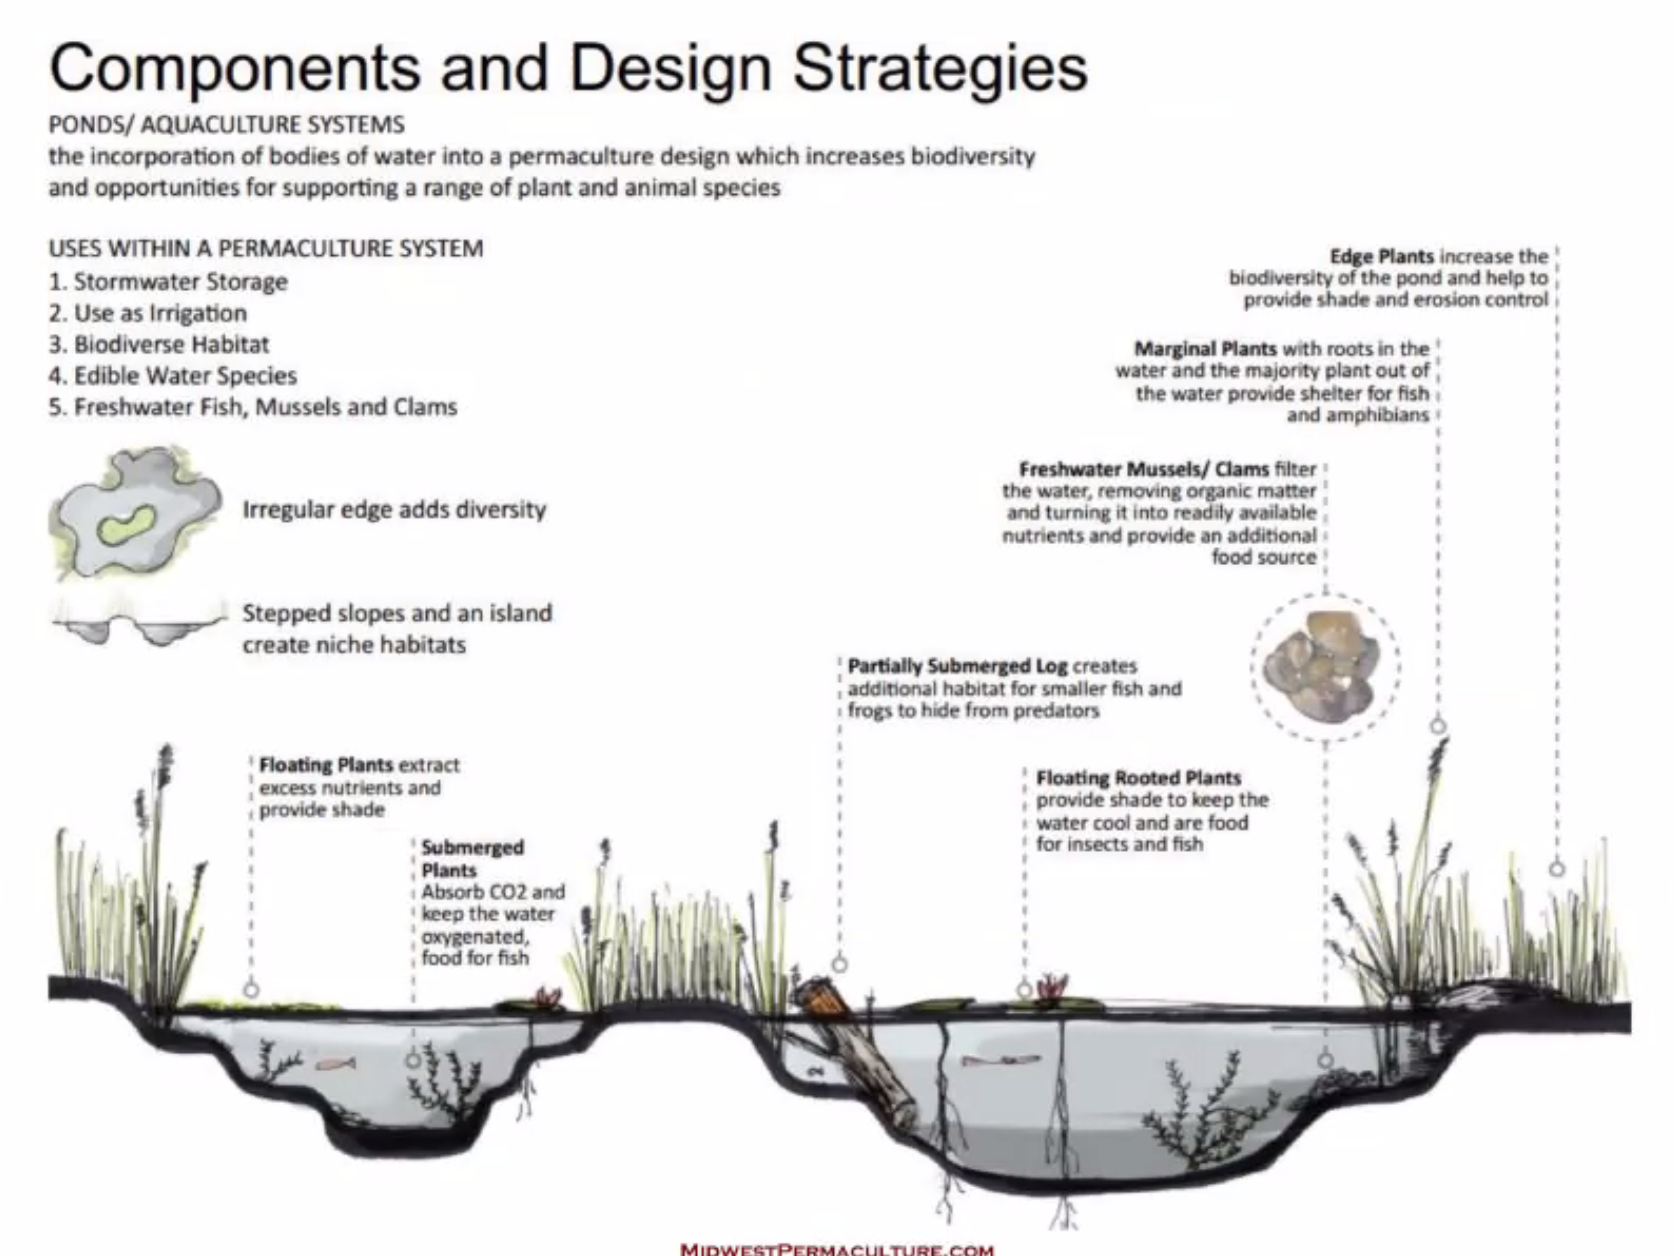 Components and Design Strategies
PONDS/ AQUACULTURE SYSTEMS
the incorporation of bodies of water into a permaculture design which increases biodiversity
and opportunities for supporting a range of plant and animal species
USES WITHIN A PERMACULTURE SYSTEM
1. Stormwater Storage
2. Use as Irrigation
3. Biodiverse Habitat
4. Edible Water Species
5. Freshwater Fish, Mussels and Clams
Irregular edge adds diversity
Stepped slopes and an island
create niche habitats
Edge Plants increase the
biodiversity of the pond and help to
provide shade and erosion control
Marginal Plants with roots in the
water and the majority plant out of
the water provide shelter for fish
and amphibians
Freshwater Mussels/ Clams filter
the water, removing organic matter
and turning it into readily available
nutrients and provide an additional
food source
Partially Submerged Log creates
additional habitat for smaller fish and
frogs to hide from predators
Floating Plants extract
excess nutrients and
provide shade
Floating Rooted Plants
provide shade to keep the
water cool and are food
for insects and fish
Submerged
Plants
Absorb CO2 and
keep the water
oxygenated,
food for fish
MIDWESTPERMACULTURE.COM